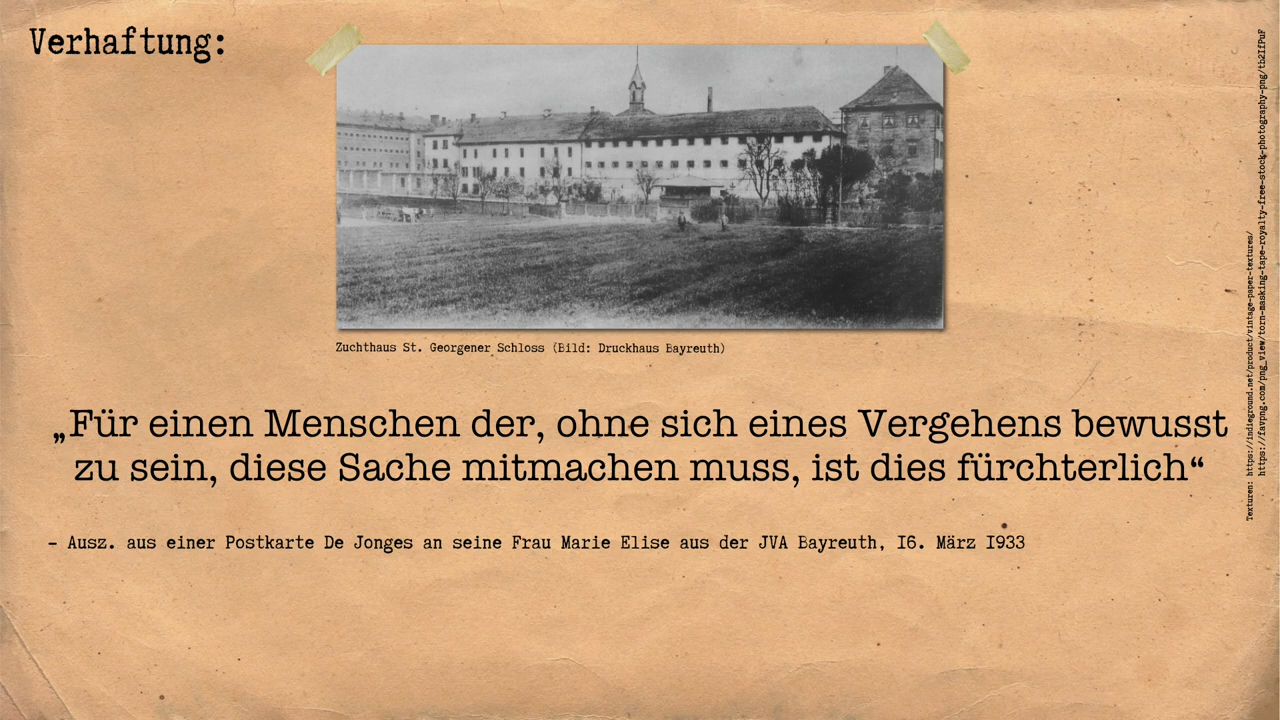 Verhaftung:
Zuchthaus St. Georgener Schloss (Bild: Druckhaus Bayreuth)
„Für einen Menschen der, ohne sich eines Vergehens bewusst
zu sein, diese Sache mitmachen muss, ist dies fürchterlich“
– Ausz. aus einer Postkarte De Jonges an seine Frau Marie Elise aus der JVA Bayreuth, 16. März 1933
Texturen: https://indieground.net/product/vintage-paper-textures/
https://favpng.com/png_view/torn-masking-tape-royalty-free-stock-photography-png/th2IfPuF